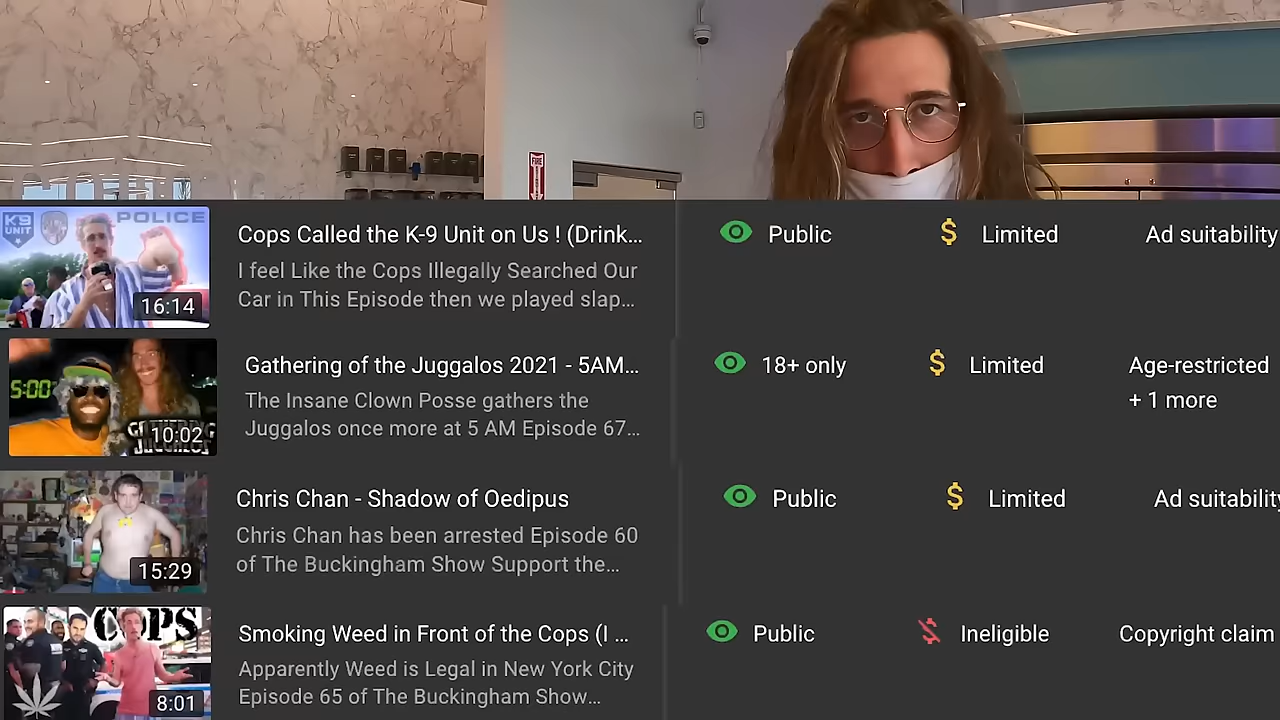 FIRE
K9
UNIT
POLICE
16:14
Cops Called the K-9 Unit on Us ! (Drink...
I feel Like the Cops Illegally Searched Our
Car in This Episode then we played slap...
Public
Limited
Ad suitability
5:00
GATHERING
JUGGALOS
10:02
Gathering of the Juggalos 2021 - 5AM...
The Insane Clown Posse gathers the
Juggalos once more at 5 AM Episode 67...
18+ only
Limited
Age-restricted
+ 1 more
15:29
Chris Chan - Shadow of Oedipus
Chris Chan has been arrested Episode 60
of The Buckingham Show Support the...
Public
Limited
Ad suitability
COPS
8:01
Smoking Weed in Front of the Cops (I ...
Apparently Weed is Legal in New York City
Episode 65 of The Buckingham Show...
Public
Ineligible
Copyright claim